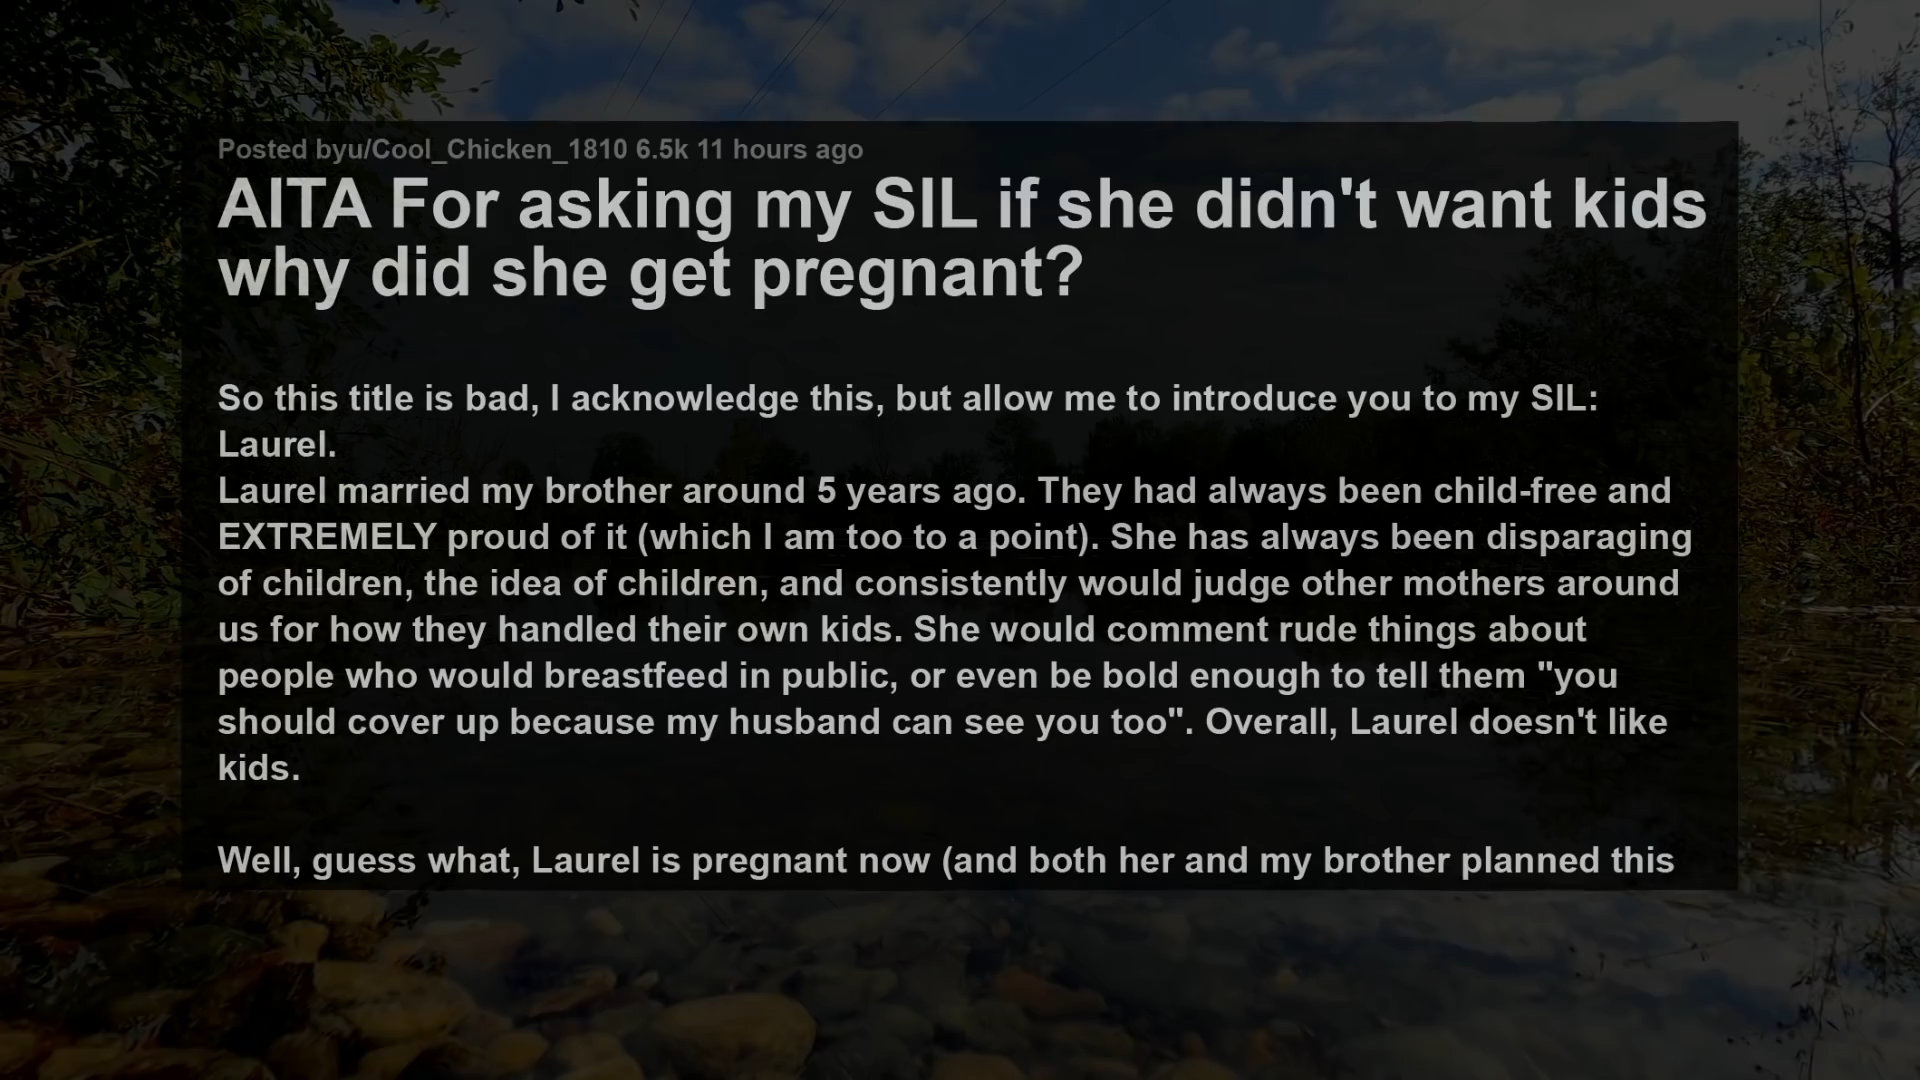 Posted byu/Cool_Chicken_1810 6.5k 11 hours ago
AITA For asking my SIL if she didn't want kids
why did she get pregnant?
So this title is bad, I acknowledge this, but allow me to introduce you to my SIL:
Laurel.
Laurel married my brother around 5 years ago. They had always been child-free and
EXTREMELY proud of it (which I am too to a point). She has always been disparaging
of children, the idea of children, and consistently would judge other mothers around
us for how they handled their own kids. She would comment rude things about
people who would breastfeed in public, or even be bold enough to tell them "you
should cover up because my husband can see you too". Overall, Laurel doesn't like
kids.
Well, guess what, Laurel is pregnant now (and both her and my brother planned this